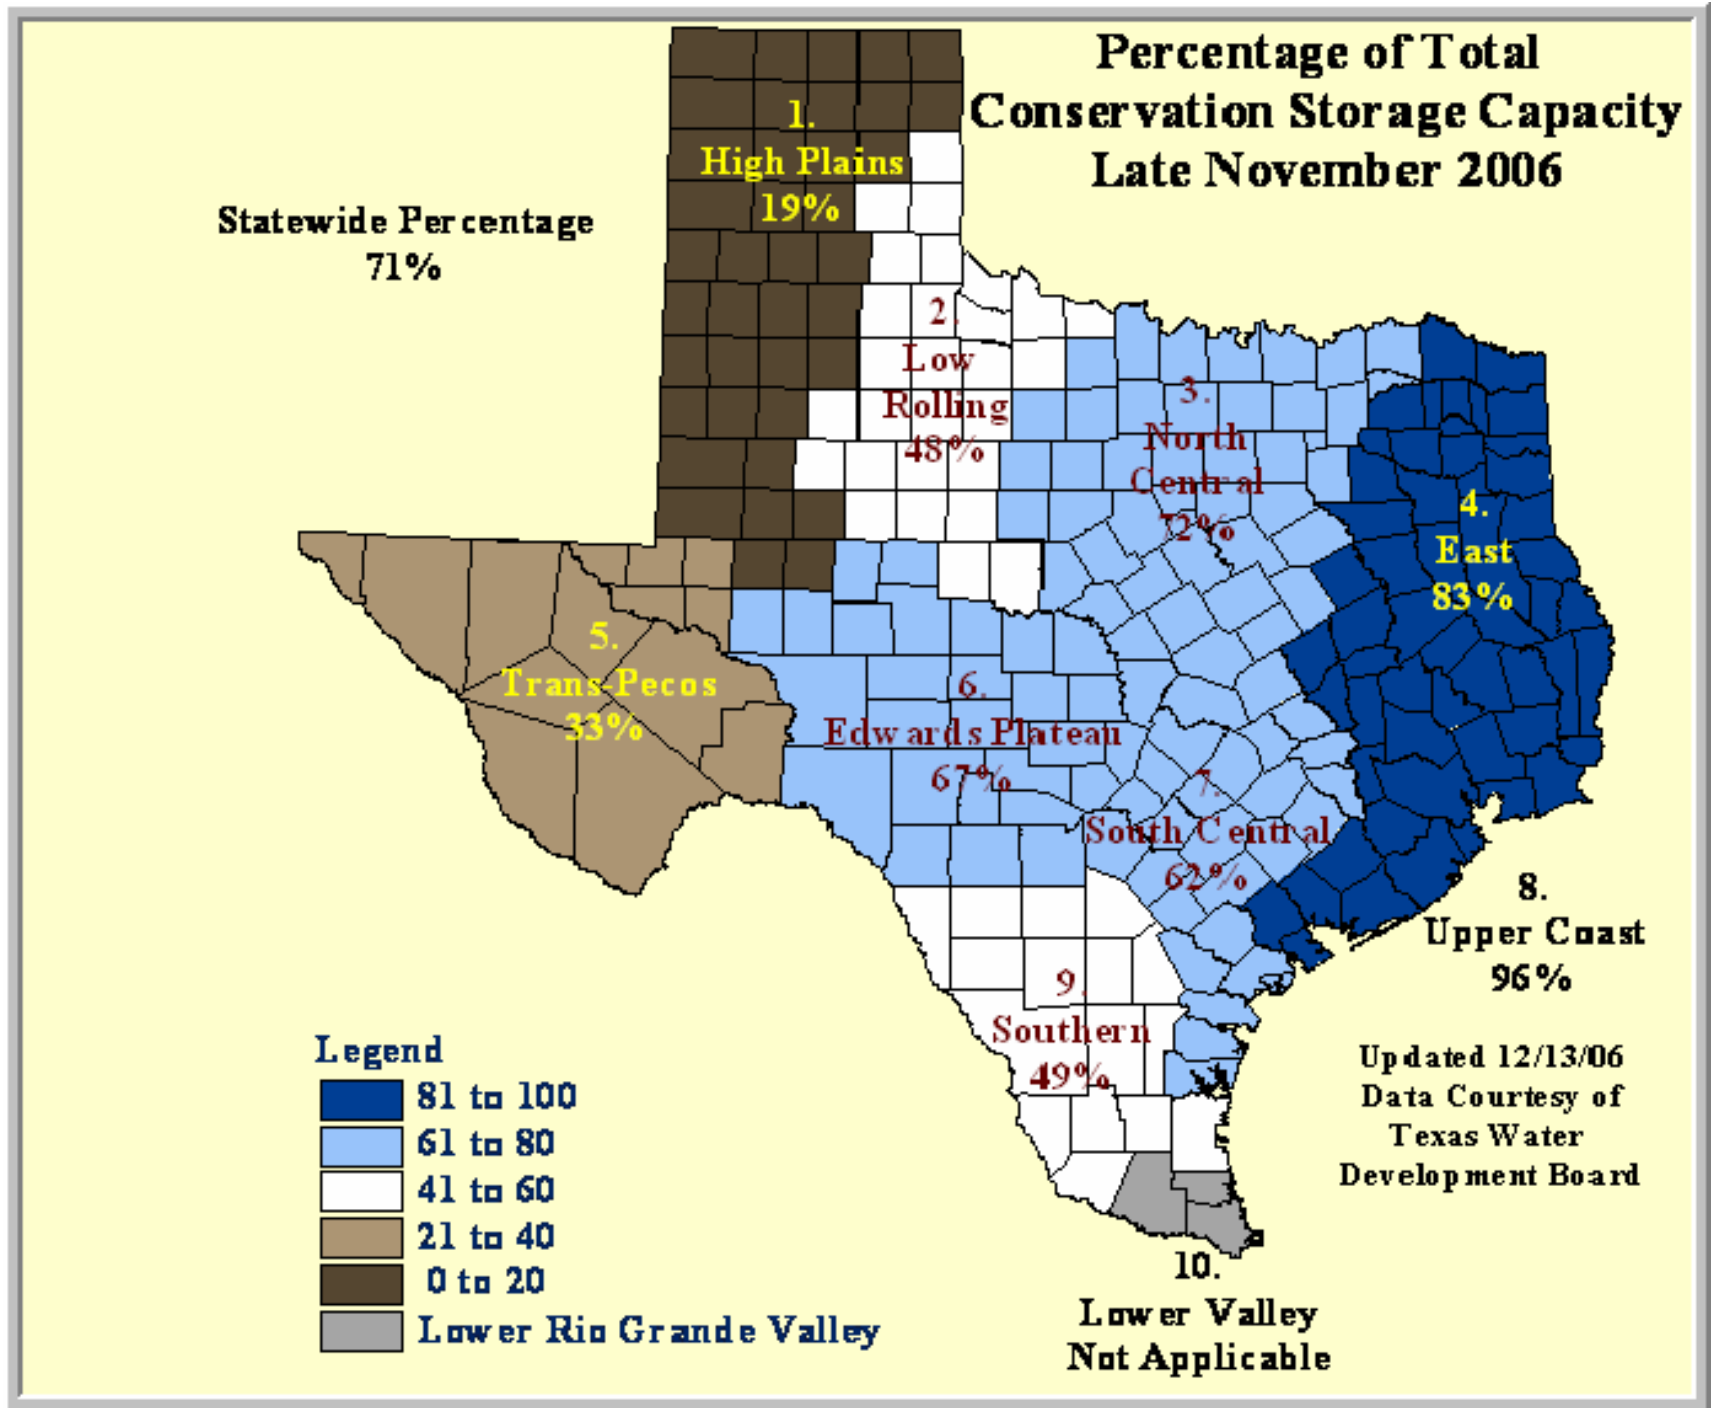 Percentage of Total
Conservation Storage Capacity
Late November 2006
Statewide Percentage
71%
1.
High Plains
19%
2.
Low
Rolling
48%
3.
North
Central
72%
4.
East
83%
5.
Trans-Pecos
33%
6.
Edwards Plateau
67%
7.
South Central
62%
8.
Upper Coast
96%
9.
Southern
49%
10.
Lower Valley
Not Applicable
Legend
81 to 100
61 to 80
41 to 60
21 to 40
0 to 20
Lower Rio Grande Valley
Updated 12/13/06
Data Courtesy of
Texas Water
Development Board